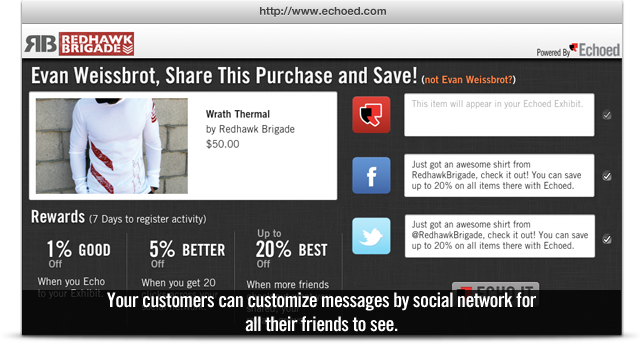 http://www.echoed.com
RB REDHAWK
BRIGADE
Powered By Echoed
Evan Weissbrot, Share This Purchase and Save! (not Evan Weissbrot?)
Wrath Thermal
by Redhawk Brigade
$50.00
This item will appear in your Echoed Exhibit.
f
Just got an awesome shirt from
RedhawkBrigade, check it out! You can save
up to 20% on all items there with Echoed.
Just got an awesome shirt from
@RedhawkBrigade, check it out! You can save
up to 20% on all items there with Echoed.
Rewards (7 Days to register activity)
1% GOOD
Off
When you Echo
to your Exhibit.
5% BETTER
Off
When you get 20
Up to
20% BEST
Off
When more friends
ECHO IT
Your customers can customize messages by social network for
all their friends to see.